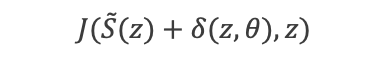 J(S̃(z) + δ(z, θ), z)